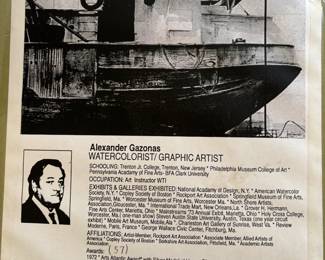 Alexander Gazonas
WATERCOLORIST/GRAPHIC ARTIST
SCHOOLING: Trenton Jr. College, Trenton, New Jersey * Philadelphia Museum College of Art *
Pennsylvania Academy of Fine Arts- BFA Clark University
OCCUPATION: Art Instructor WTI
EXHIBITS & GALLERIES EXHIBITED: National Academy of Design, N.Y. * American Watercolor
Society, N.Y. * Copley Society of Boston * Rockport Art Association * Springfield Museum of Fine Arts,
Springfield, Ma. * Worcester Museum of Fine Arts, Worcester, Ma. * North Shore Artists,
Gloucester, Ma. * International Trade Mart, New Orleans, La. * Grover H. Hermann,
Fine Arts Center, Marietta, Ohio * Mainstreams '73 Annual Exhibit, Marietta, Ohio * Holy Cross College,
Worcester, Ma. (one-man show) Steven Austin State University, Austin, Texas (one year circuit
exhibit) * Mobile Art Museum, Mobile, Ala. * Charisma Art Gallery of Sunrise, West Va. * Review
Moderne, Paris, France * George Wallace Civic Center, Fitchburg, Ma.
AFFILIATIONS: Artist-Member, Rockport Art Association * Associate Member, Allied Artists of
America * Copley Society of Boston * Art Association, Pittsfield, Ma. * Academic Artists
Association
Awards: (57)
1972 * Arts Atlantic Award